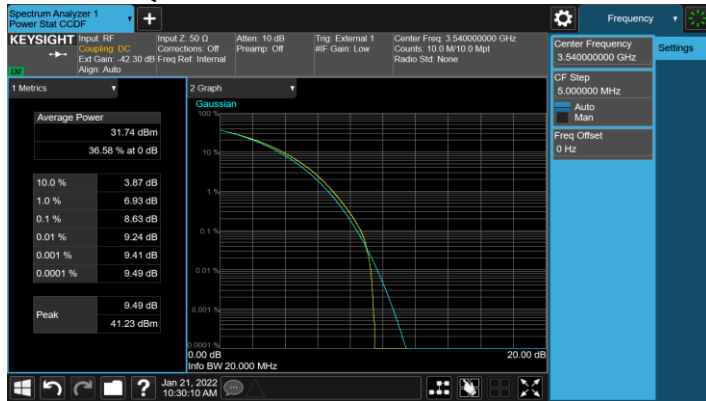 Spectrum Analyzer 1
Power Stat CCDF
Frequency
KEYSIGHT
Input: RF
Coupling: DC
Ext Gain: -42.30 dB
Align: Auto
Input Z: 50 Ω
Corrections: Off
Freq Ref: Internal
Atten: 10 dB
Preamp: Off
Trig: External 1
#IF Gain: Low
Center Freq: 3.540000000 GHz
Counts: 10.0 M/10.0 Mpt
Radio Std: None
Center Frequency
3.540000000 GHz
Settings
CF Step
5.000000 MHz
Auto
Man
Freq Offset
0 Hz
1 Metrics
Average Power
31.74 dBm
36.58 % at 0 dB
10.0 % 3.87 dB
1.0 % 6.93 dB
0.1 % 8.63 dB
0.01 % 9.24 dB
0.001 % 9.41 dB
0.0001 % 9.49 dB
Peak
9.49 dB
41.23 dBm
2 Graph
Gaussian
100 %
10 %
1 %
0.1 %
0.01 %
0.001 %
0.0001 %
0.00 dB 20.00 dB
Info BW 20.000 MHz
?
Jan 21, 2022
10:30:10 AM